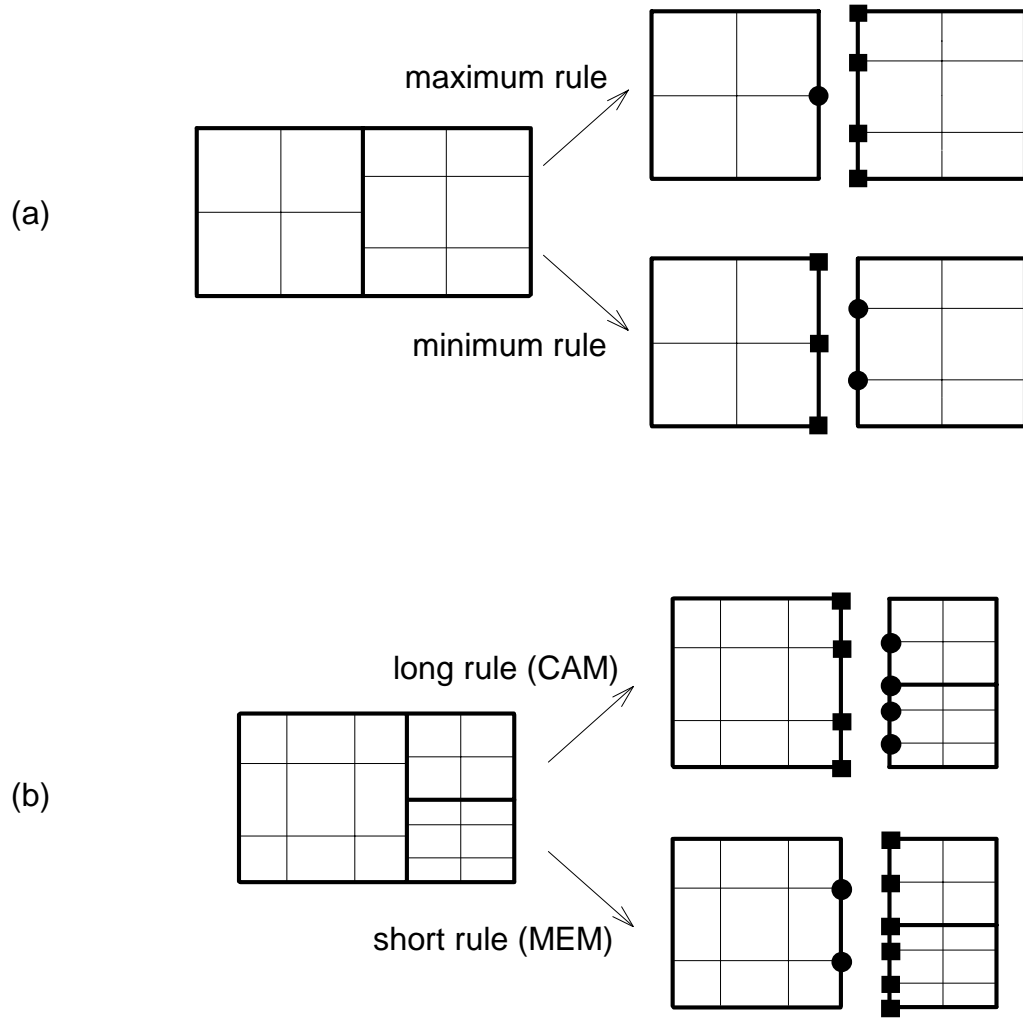 maximum rule
(a)
minimum rule
long rule (CAM)
(b)
short rule (MEM)